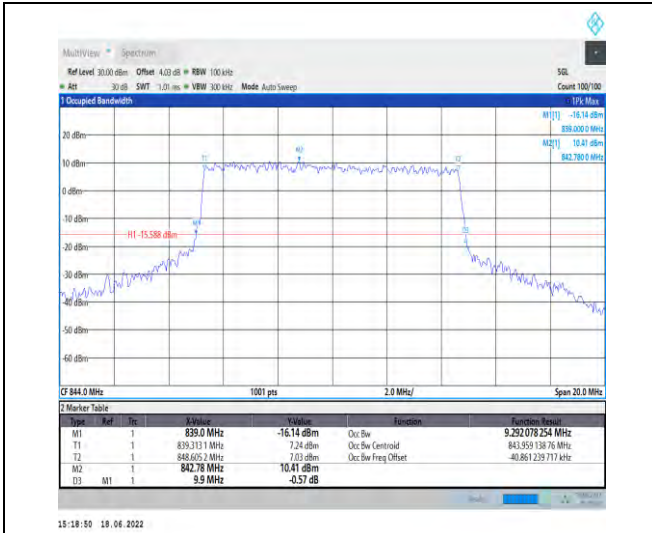 MultiView Spectrum
Ref Level 30.00 dBm Offset 4.03 dB RBW 100 kHz SGL
Att 30 dB SWT 1.01 ms VBW 300 kHz Mode Auto Sweep Count 100/100
1 Occupied Bandwidth 1Pk Max
M1[1] -16.14 dBm
839.000 0 MHz
M2[1] 10.41 dBm
842.780 0 MHz
20 dBm
M2
T1
T2
10 dBm
0 dBm
-10 dBm
M1
H1 -15.588 dBm
D3
-20 dBm
-30 dBm
-40 dBm
-50 dBm
-60 dBm
CF 844.0 MHz 1001 pts 2.0 MHz/ Span 20.0 MHz
2 Marker Table
Type Ref Trc X-Value Y-Value Function Function Result
M1 1 839.0 MHz -16.14 dBm Occ Bw 9.292 078 254 MHz
T1 1 839.313 1 MHz 7.24 dBm Occ Bw Centroid 843.959 138 76 MHz
T2 1 848.605 2 MHz 7.03 dBm Occ Bw Freq Offset -40.861 239 717 kHz
M2 1 842.78 MHz 10.41 dBm
D3 M1 1 9.9 MHz -0.57 dB
15:18:50 18.06.2022